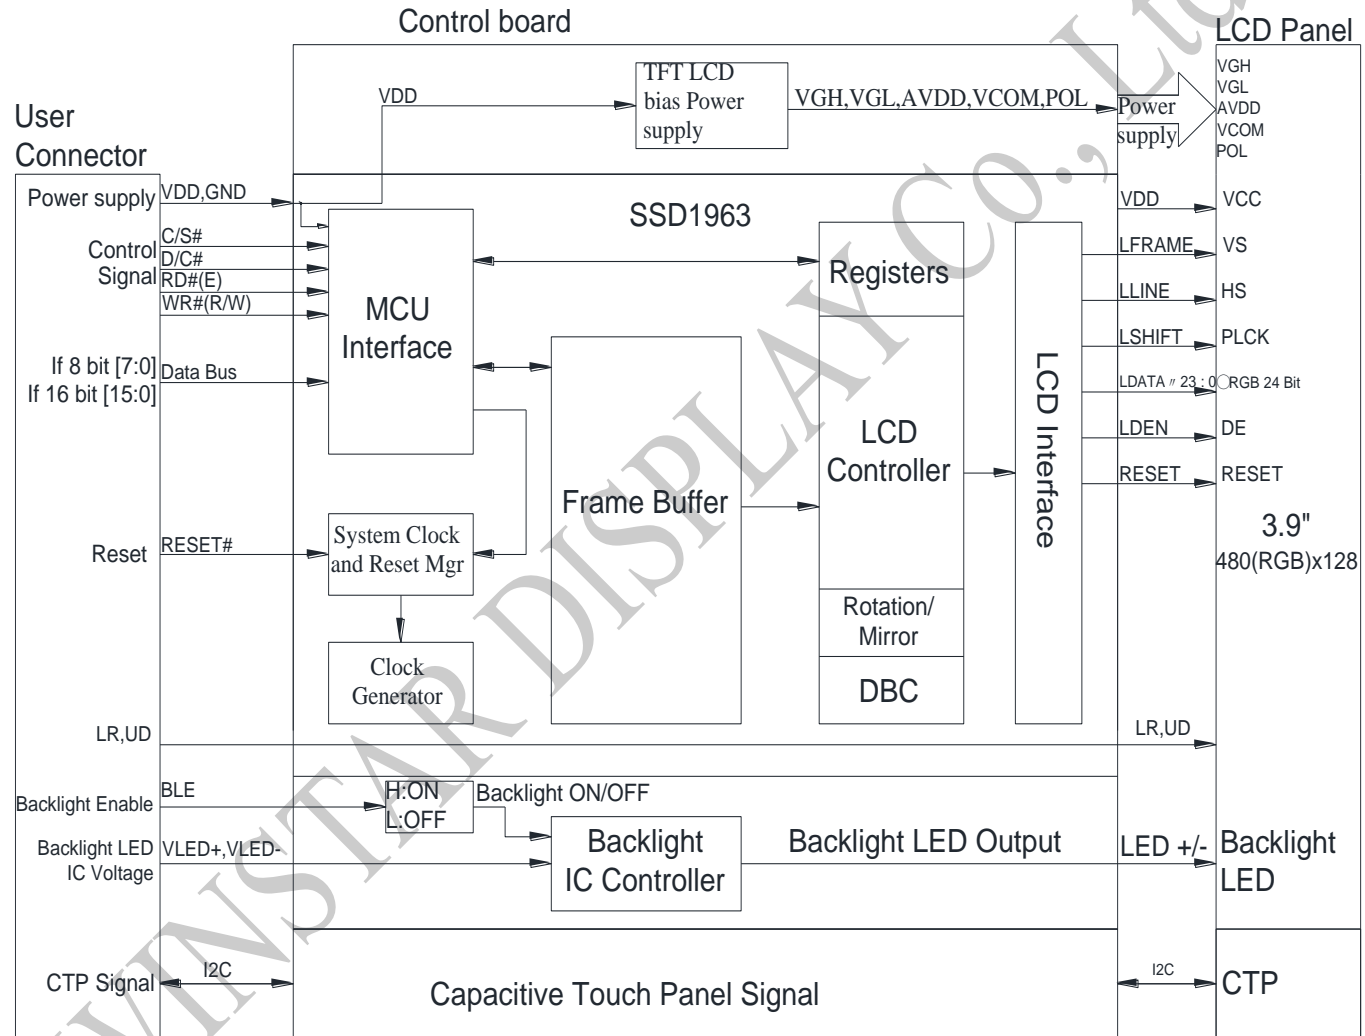 Control board
LCD Panel
User
Connector
VDD
TFT LCD
bias Power
supply
VGH,VGL,AVDD,VCOM,POL
Power
supply
VGH
VGL
AVDD
VCOM
POL
Power supply
VDD,GND
Control
Signal
C/S#
D/C#
RD#(E)
WR#(R/W)
If 8 bit [7:0]
If 16 bit [15:0]
Data Bus
MCU
Interface
SSD1963
Registers
LCD
Controller
Rotation/
Mirror
DBC
Frame Buffer
LCD Interface
VDD
VCC
LFRAME
VS
LLINE
HS
LSHIFT
PLCK
LDATA〃23:0○RGB 24 Bit
LDEN
DE
RESET
RESET
3.9"
480(RGB)x128
Reset
RESET#
System Clock
and Reset Mgr
Clock
Generator
LR,UD
LR,UD
Backlight Enable
BLE
H:ON
L:OFF
Backlight ON/OFF
Backlight LED
IC Voltage
VLED+,VLED-
Backlight
IC Controller
Backlight LED Output
LED +/-
Backlight
LED
CTP Signal
I2C
Capacitive Touch Panel Signal
I2C
CTP
WINSTAR DISPLAY Co., Ltd